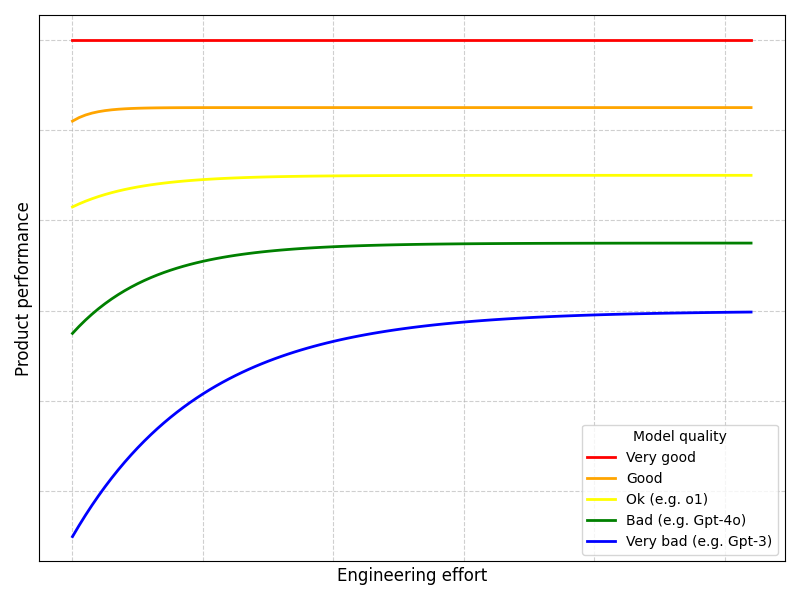 Product performance
Engineering effort
Model quality
Very good
Good
Ok (e.g. o1)
Bad (e.g. Gpt-4o)
Very bad (e.g. Gpt-3)